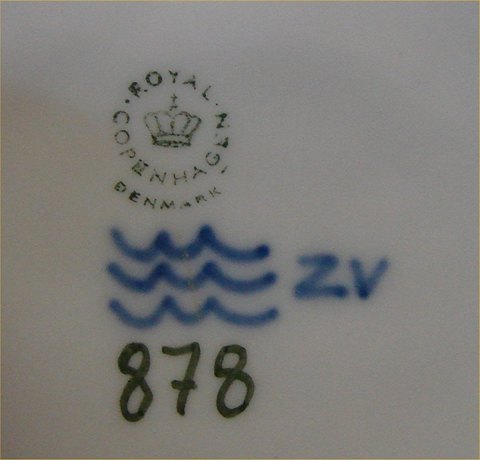 ROYAL
COPENHAGEN
DENMARK
ZV
878